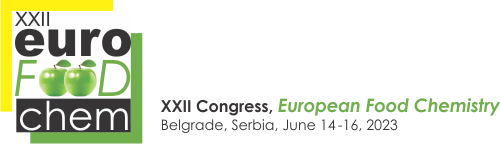 XXII
euro
FOOD
chem
XXII Congress, European Food Chemistry
Belgrade, Serbia, June 14-16, 2023